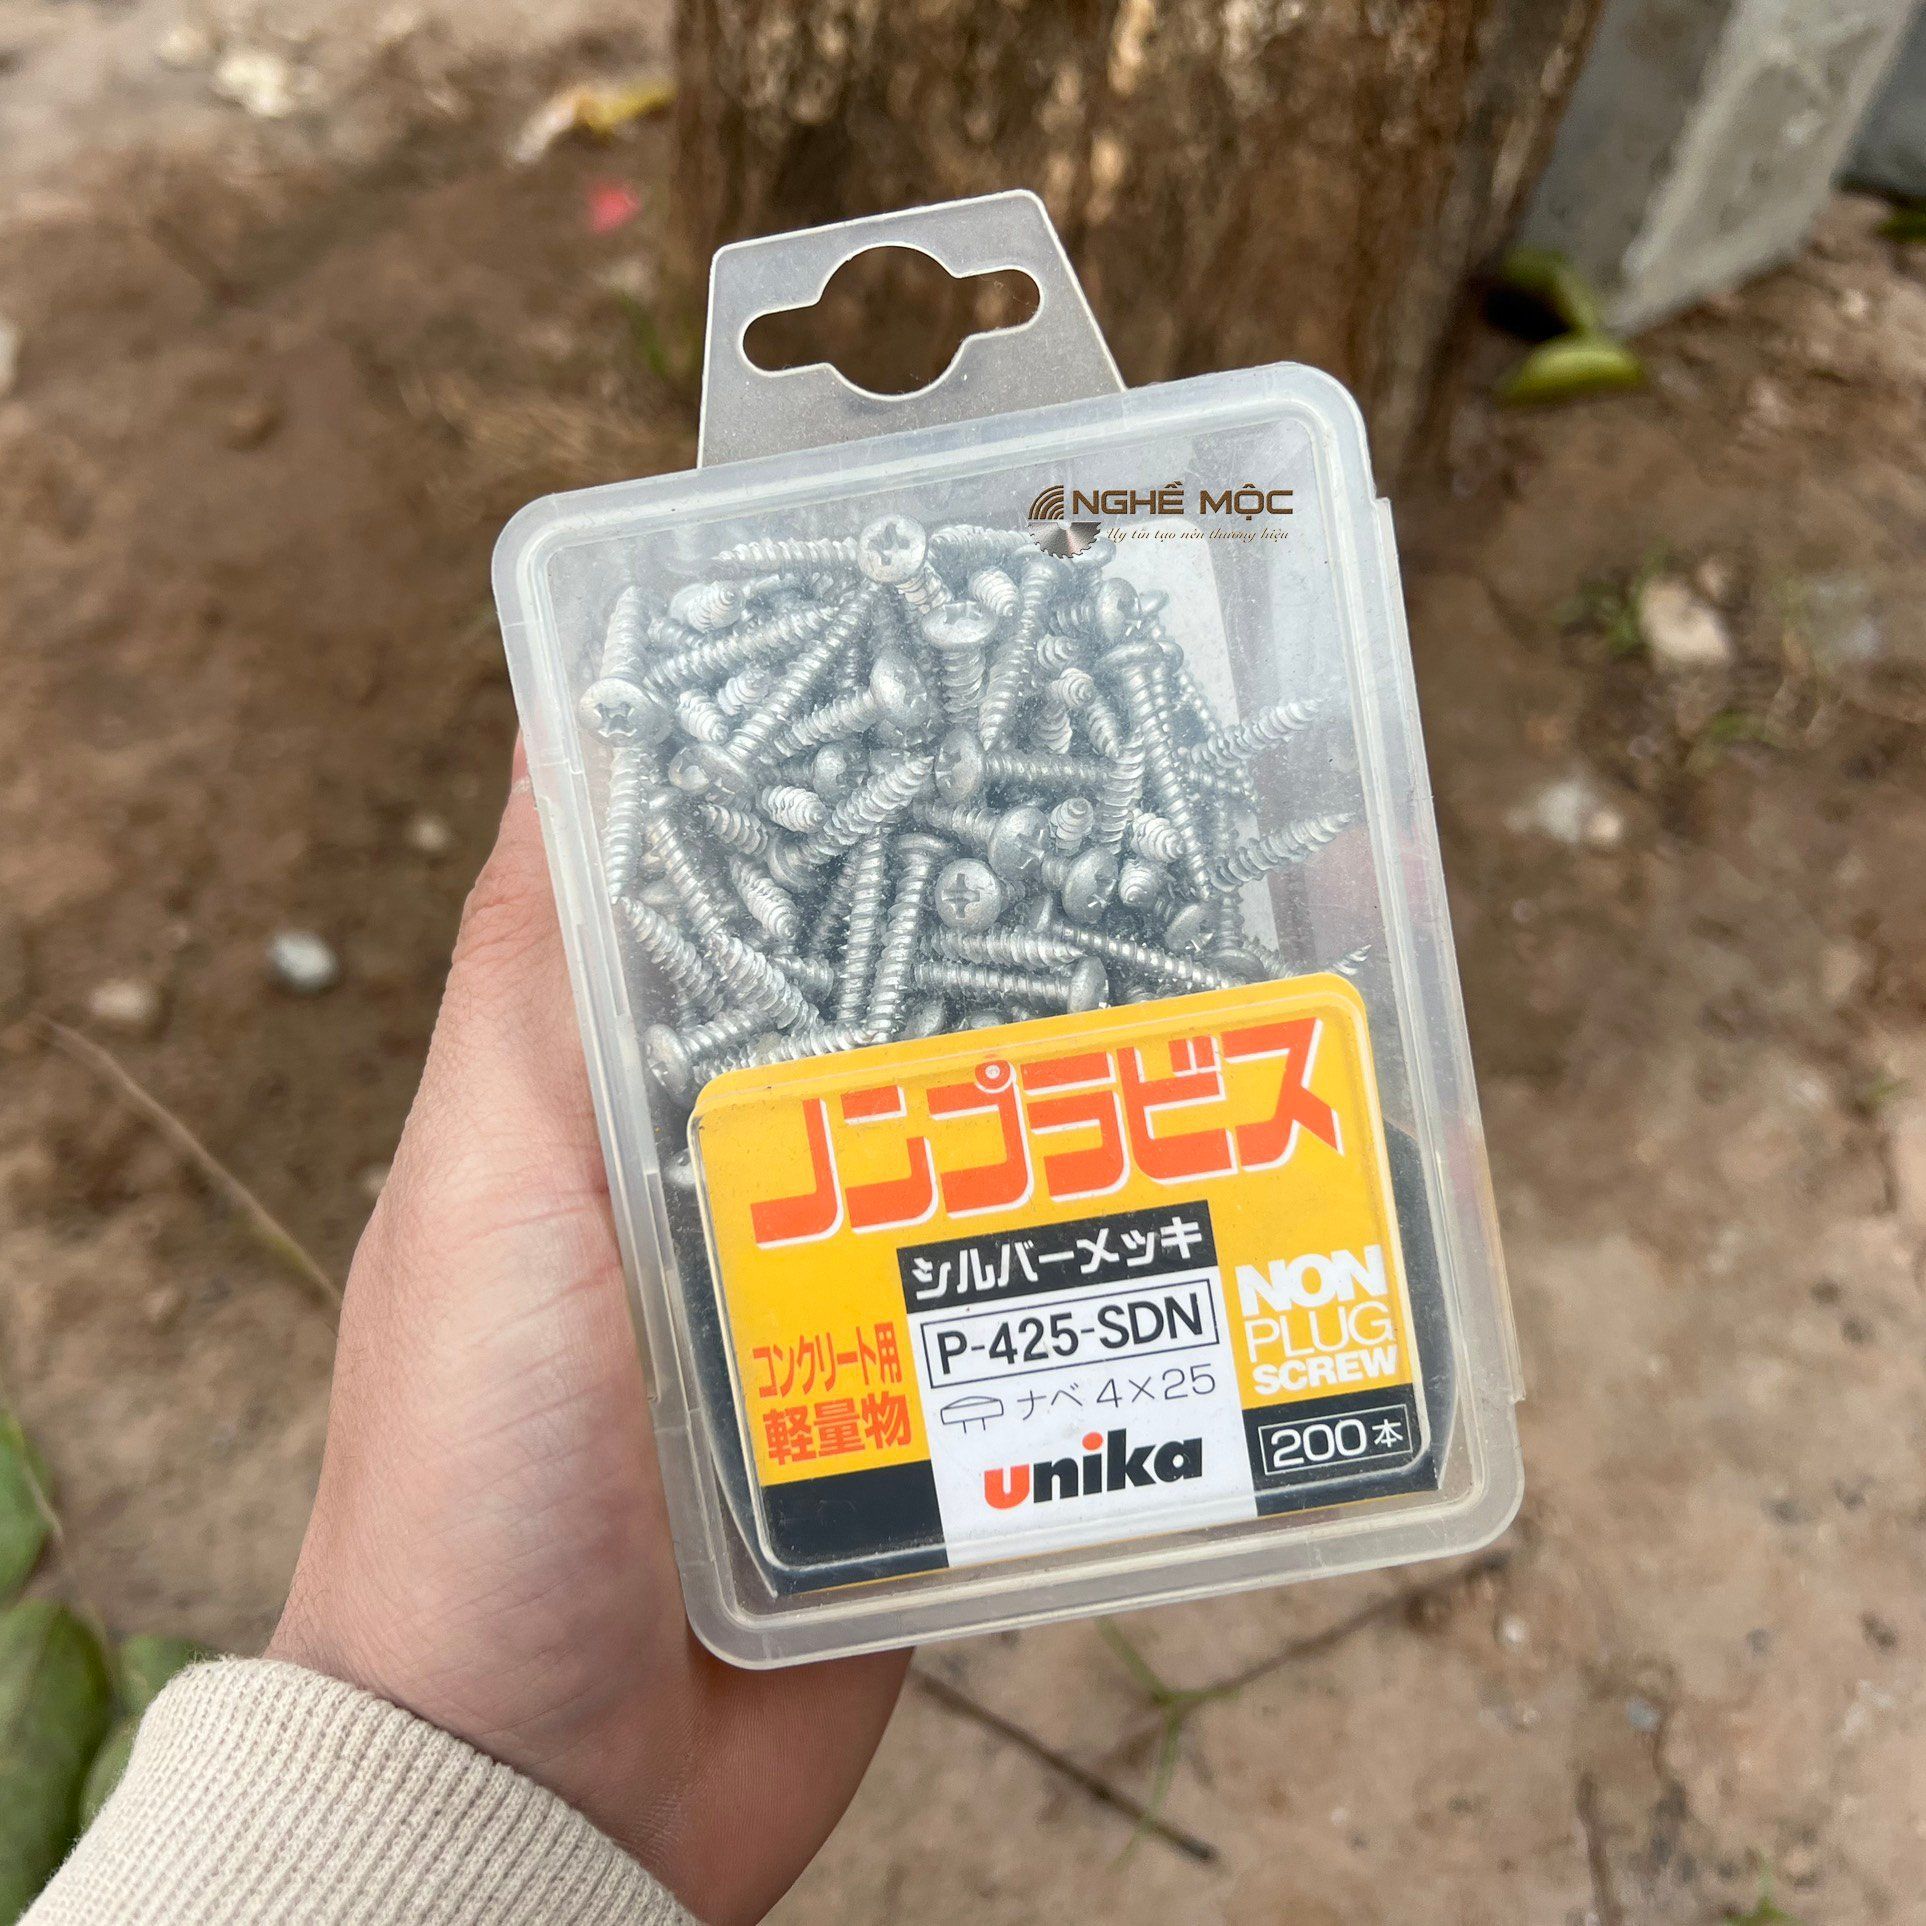 NGHỀ MỘC
Uy tín tạo nên thương hiệu
ノンプラビス
シルバーメッキ
P-425-SDN
ナベ 4×25
unika
コンクリート用
軽量物
NON
PLUG
SCREW
200本